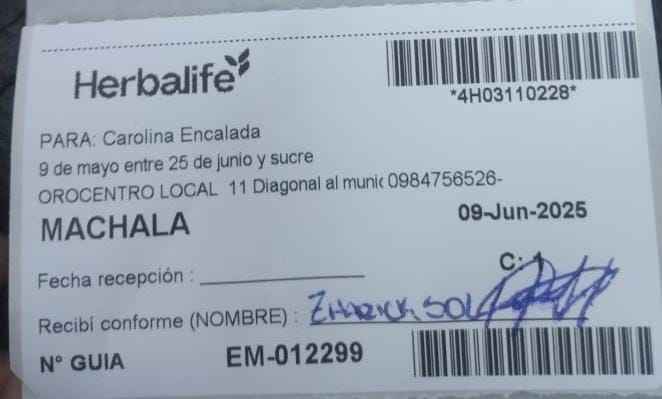 Herbalife
*4H03110228*
PARA: Carolina Encalada
9 de mayo entre 25 de junio y sucre
OROCENTRO LOCAL 11 Diagonal al munic 0984756526-
MACHALA
09-Jun-2025
C: 1
Fecha recepción :
Recibí conforme (NOMBRE) :
N° GUIA EM-012299